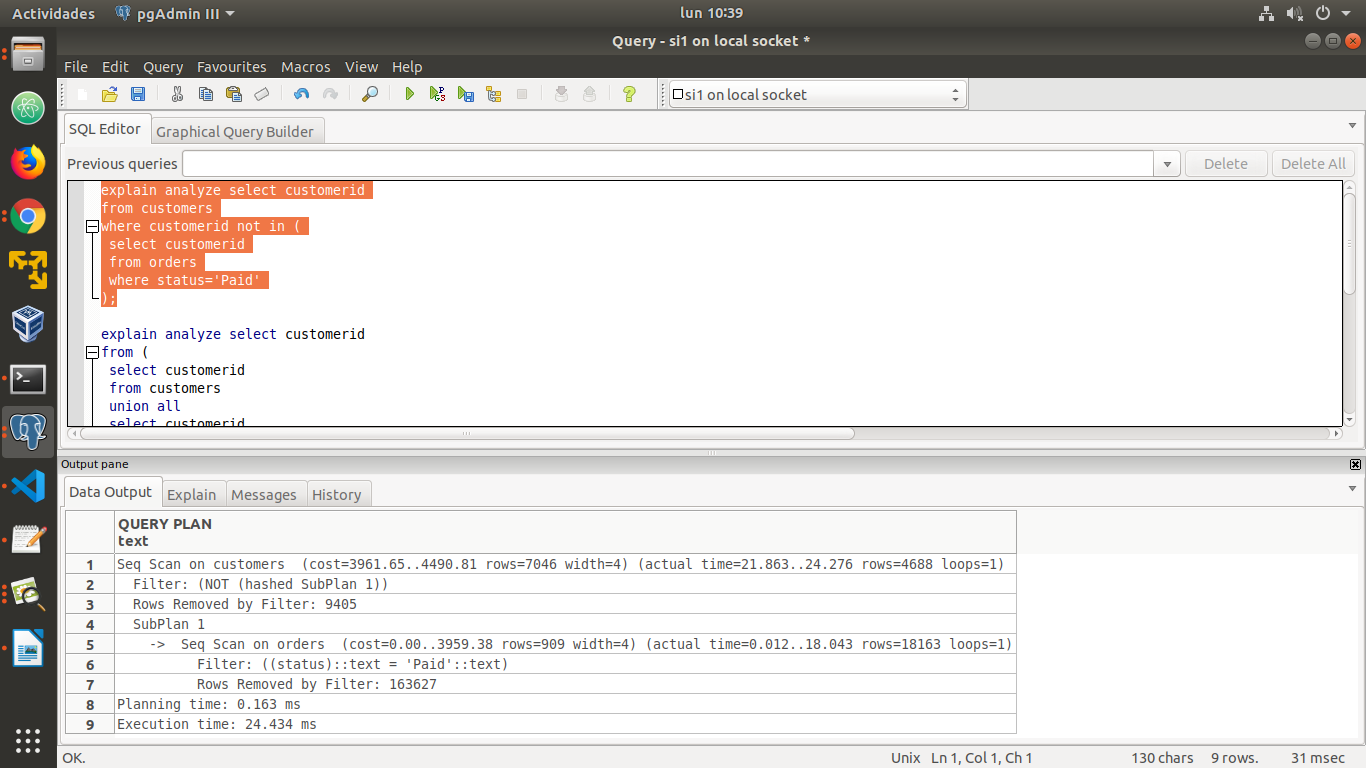 Actividades pgAdmin III lun 10:39
Query - si1 on local socket *
File Edit Query Favourites Macros View Help
si1 on local socket
SQL Editor Graphical Query Builder
Previous queries Delete Delete All
explain analyze select customerid
from customers
where customerid not in (
select customerid
from orders
where status='Paid'
);
explain analyze select customerid
from (
select customerid
from customers
union all
select customerid
Output pane
Data Output Explain Messages History
QUERY PLAN
text
1 Seq Scan on customers (cost=3961.65..4490.81 rows=7046 width=4) (actual time=21.863..24.276 rows=4688 loops=1)
2 Filter: (NOT (hashed SubPlan 1))
3 Rows Removed by Filter: 9405
4 SubPlan 1
5 -> Seq Scan on orders (cost=0.00..3959.38 rows=909 width=4) (actual time=0.012..18.043 rows=18163 loops=1)
6 Filter: ((status)::text = 'Paid'::text)
7 Rows Removed by Filter: 163627
8 Planning time: 0.163 ms
9 Execution time: 24.434 ms
OK. Unix Ln 1, Col 1, Ch 1 130 chars 9 rows. 31 msec